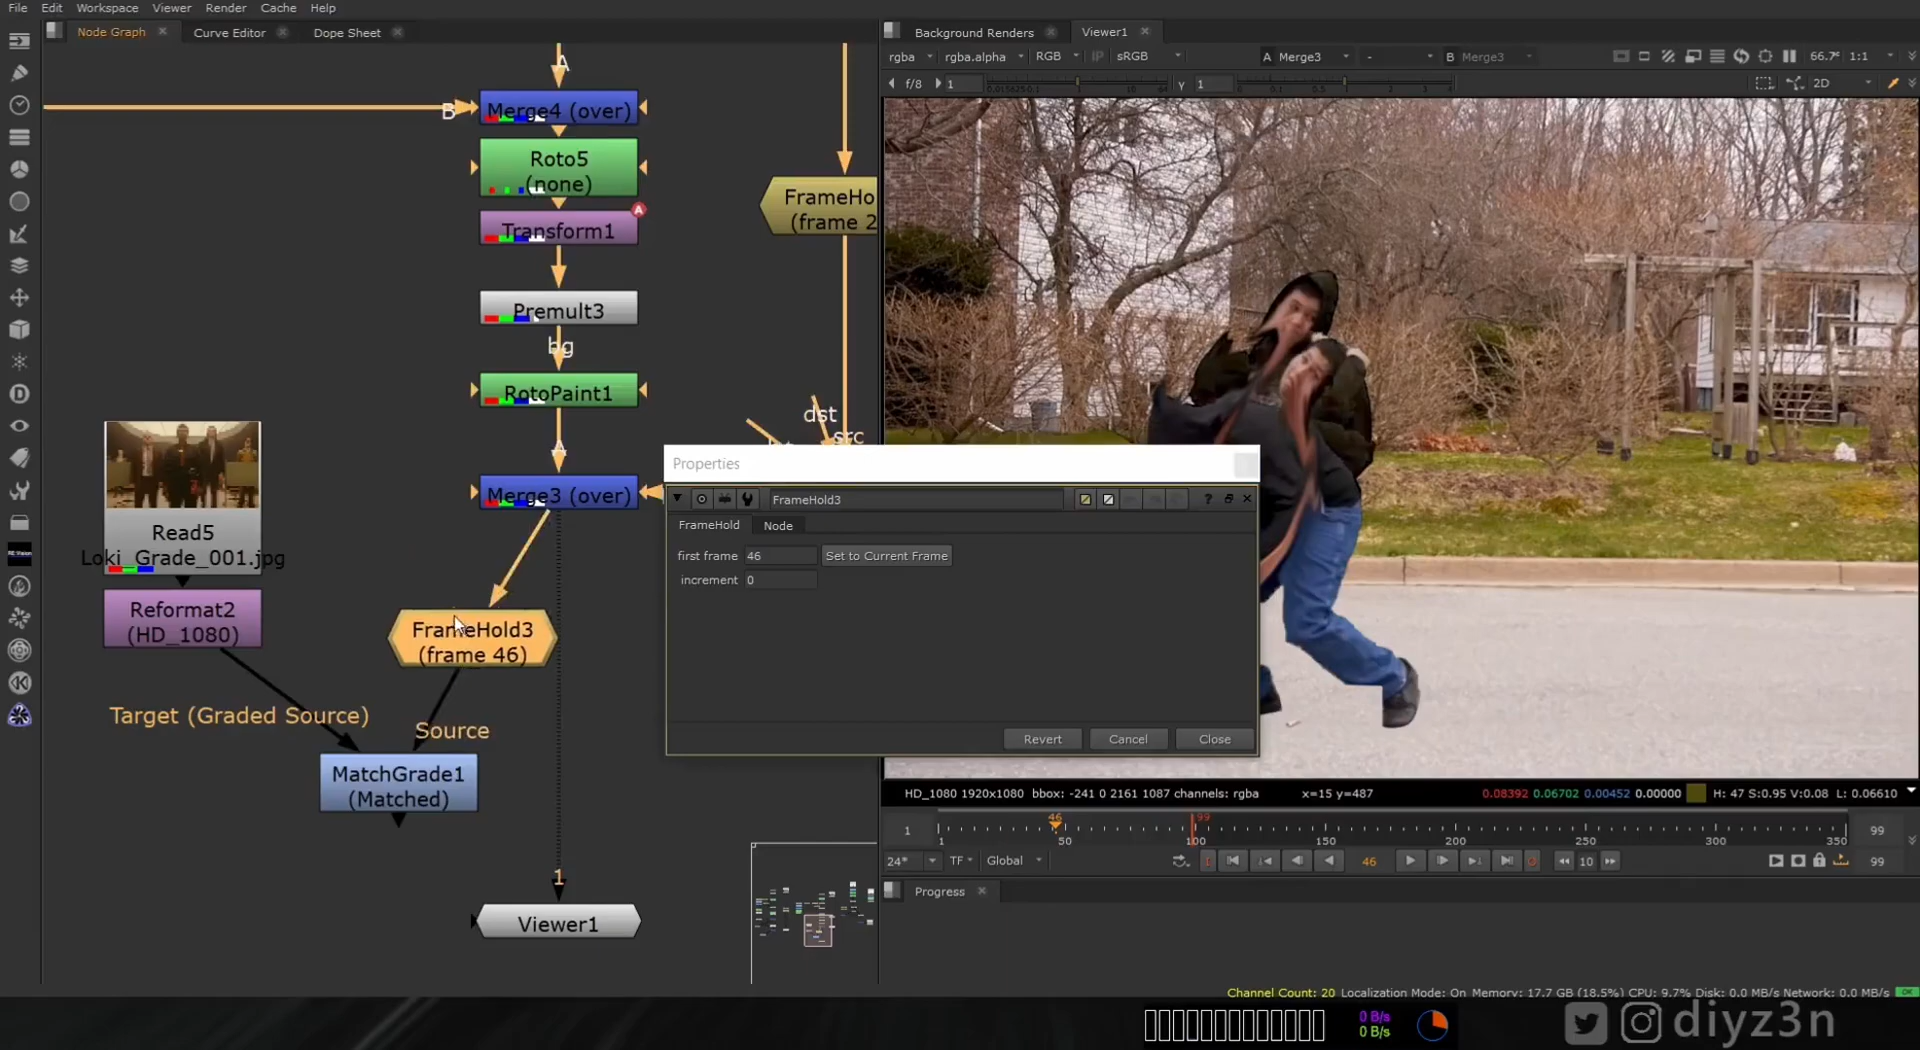 File Edit Workspace Viewer Render Cache Help
Node Graph Curve Editor Dope Sheet
Background Renders Viewer1
rgba rgba.alpha RGB IP sRGB A Merge3 - B Merge3 66.7% 1:1
f/8 1 γ 1 2D
A
B Merge4 (over)
Roto5
(none)
Transform1
A
Premult3
bg
RotoPaint1
A
Merge3 (over)
FrameHo
(frame 2
dst
src
Read5
Loki_Grade_001.jpg
Reformat2
(HD_1080)
FrameHold3
(frame 46)
Target (Graded Source)
Source
MatchGrade1
(Matched)
1
Viewer1
Properties
FrameHold3
FrameHold Node
first frame 46 Set to Current Frame
increment 0
Revert Cancel Close
HD_1080 1920x1080 bbox: -241 0 2161 1087 channels: rgba x=15 y=487 0.08392 0.06702 0.00452 0.00000 H: 47 S:0.95 V:0.08 L: 0.06610
46 99
1 1 50 100 150 200 250 300 350 99
24* TF Global 46 10 99
Progress
Channel Count: 20 Localization Mode: On Memory: 17.7 GB (18.5%) CPU: 9.7% Disk: 0.0 MB/s Network: 0.0 MB/s
0 B/s
0 B/s
diyz3n